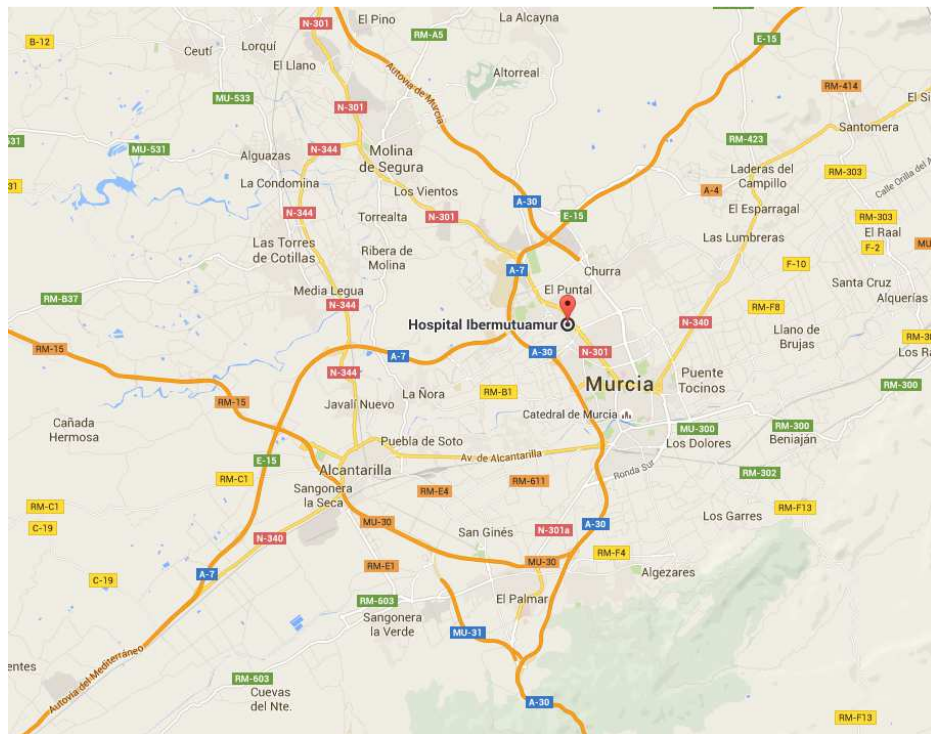 El Pino
La Alcayna
N-301
B-12
RM-A5
E-15
Lorquí
Ceutí
El Llano
Altorreal
Autovía de Murcia
RM-414
MU-533
N-301
El Si
Santomera
531
MU-531
N-344
RM-423
Alguazas
Molina
de Segura
Laderas del
Campillo
RM-303
31
La Condomina
Los Vientos
A-4
Calle Orilla del A
A-30
N-344
Torrealta
N-301
E-15
El Esparragal
RM-303
El Raal
Las Torres
de Cotillas
Ribera de
Molina
Las Lumbreras
F-2
MU
A-7
Churra
F-10
Media Legua
El Puntal
Santa Cruz
RM-B37
N-344
Alquerías
RM-F8
Hospital Ibermutuamur
N-340
Llano de
Brujas
RM-15
A-7
A-30
N-301
RM-30
Los Ra
N-344
Murcia
Puente
Tocinos
RM-300
RM-15
Javalí Nuevo
La Ñora
RM-B1
Cañada
Hermosa
Catedral de Murcia
MU-300
RM-300
Puebla de Soto
Los Dolores
Beniaján
E-15
Av. de Alcantarilla
Alcantarilla
RM-C1
Ronda Sur
RM-302
Sangonera
la Seca
RM-E4
RM-611
RM-C1
RM-F13
C-19
MU-30
Los Garres
N-340
San Ginés
N-301a
A-30
RM-F4
MU-30
RM-E1
C-19
A-7
Algezares
RM-603
El Palmar
Sangonera
la Verde
MU-31
Autovía del Mediterráneo
entes
RM-603
Cuevas
del Nte.
A-30
RM-F13